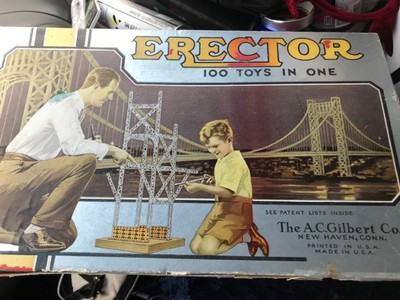 ERECTOR
100 TOYS IN ONE
SEE PATENT LISTS INSIDE
The A.C. Gilbert Co.
NEW HAVEN, CONN.
PRINTED IN U.S.A.
MADE IN U.S.A.